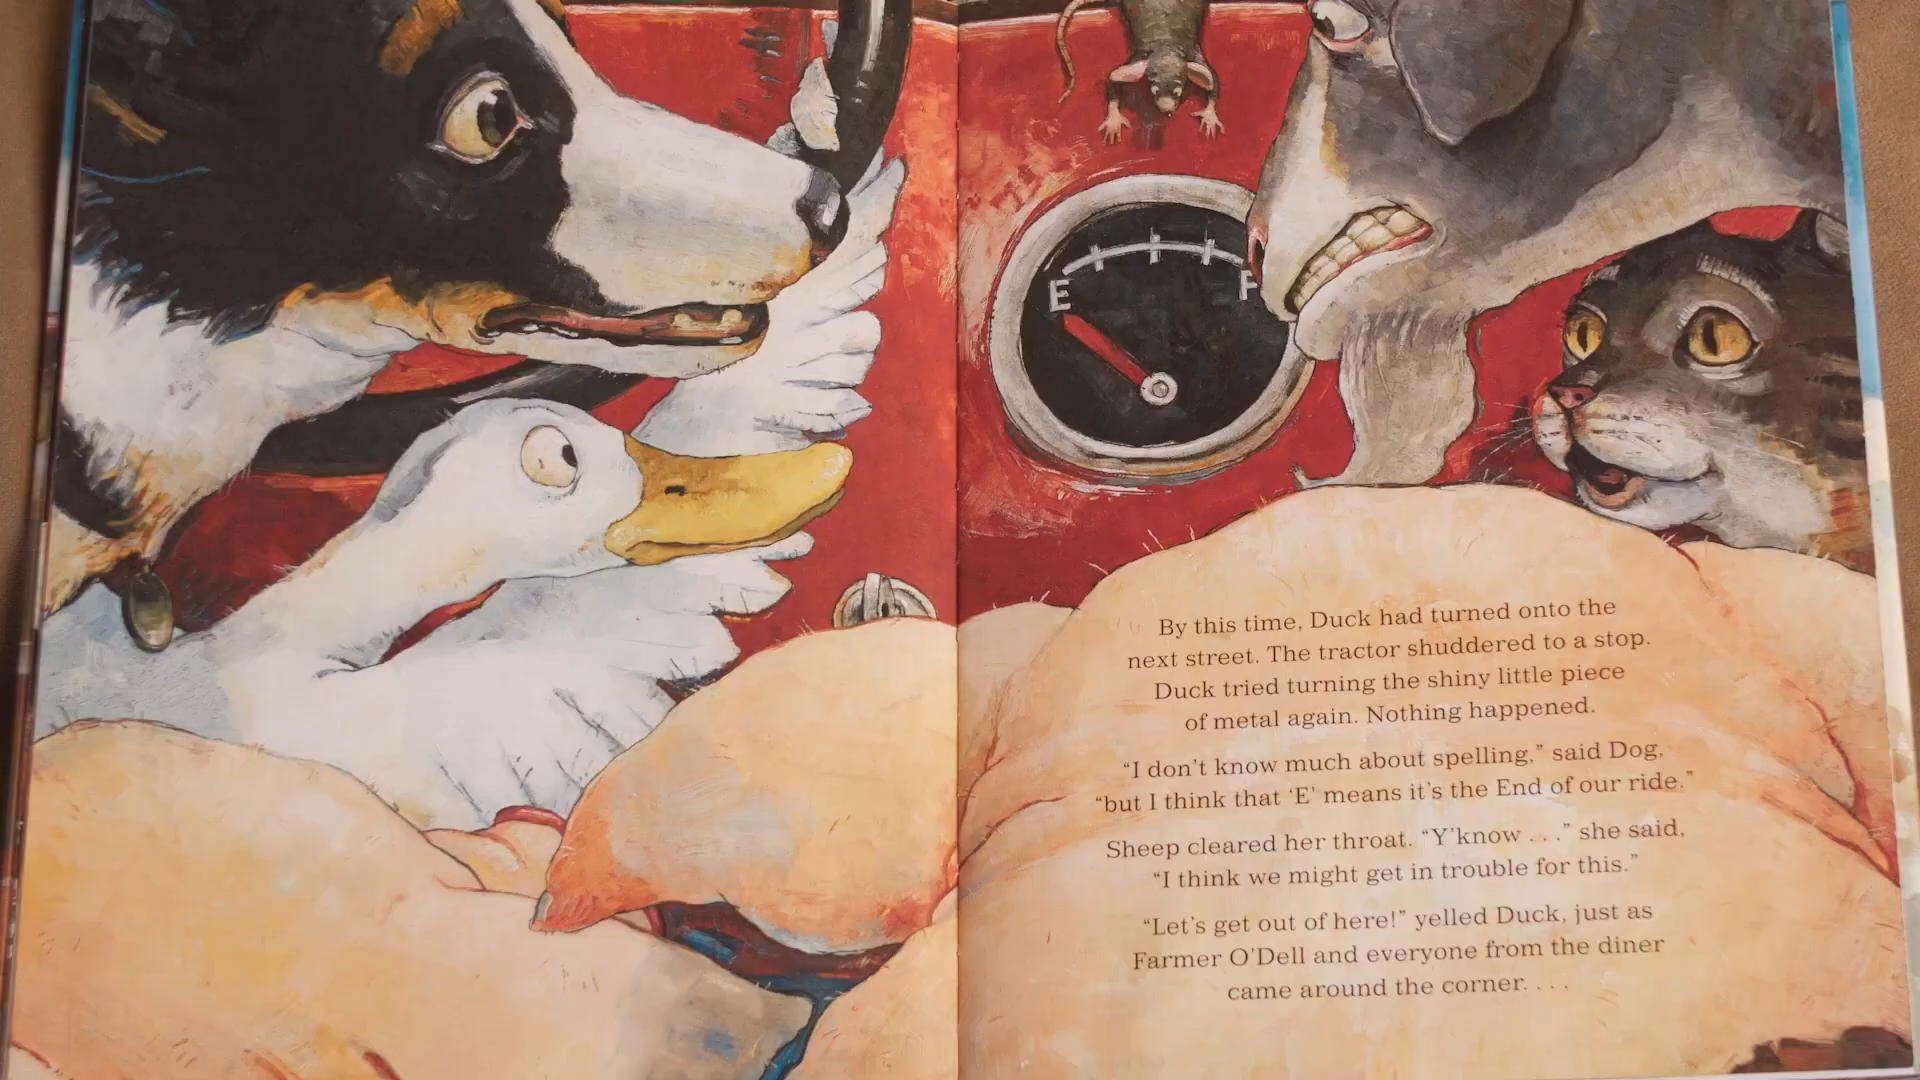 E F
By this time, Duck had turned onto the
next street. The tractor shuddered to a stop.
Duck tried turning the shiny little piece
of metal again. Nothing happened.
“I don’t know much about spelling,” said Dog,
“but I think that ‘E’ means it’s the End of our ride.”
Sheep cleared her throat. “Y’know . . .” she said,
“I think we might get in trouble for this.”
“Let’s get out of here!” yelled Duck, just as
Farmer O’Dell and everyone from the diner
came around the corner. . . .